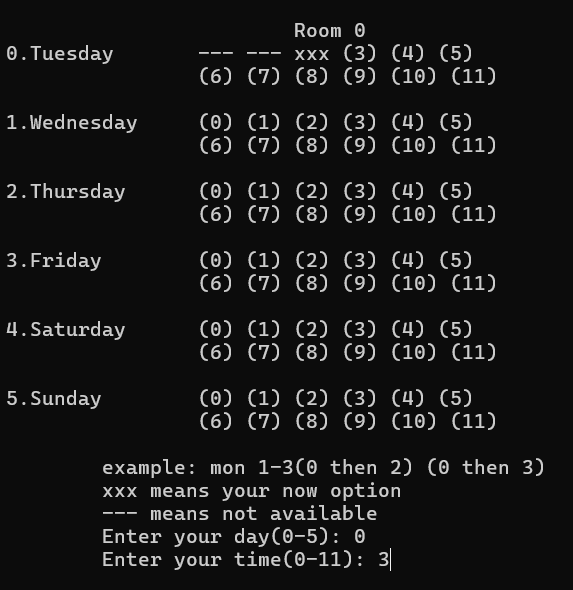 Room 0
0.Tuesday --- --- xxx (3) (4) (5)
(6) (7) (8) (9) (10) (11)
1.Wednesday (0) (1) (2) (3) (4) (5)
(6) (7) (8) (9) (10) (11)
2.Thursday (0) (1) (2) (3) (4) (5)
(6) (7) (8) (9) (10) (11)
3.Friday (0) (1) (2) (3) (4) (5)
(6) (7) (8) (9) (10) (11)
4.Saturday (0) (1) (2) (3) (4) (5)
(6) (7) (8) (9) (10) (11)
5.Sunday (0) (1) (2) (3) (4) (5)
(6) (7) (8) (9) (10) (11)
example: mon 1-3(0 then 2) (0 then 3)
xxx means your now option
--- means not available
Enter your day(0-5): 0
Enter your time(0-11): 3